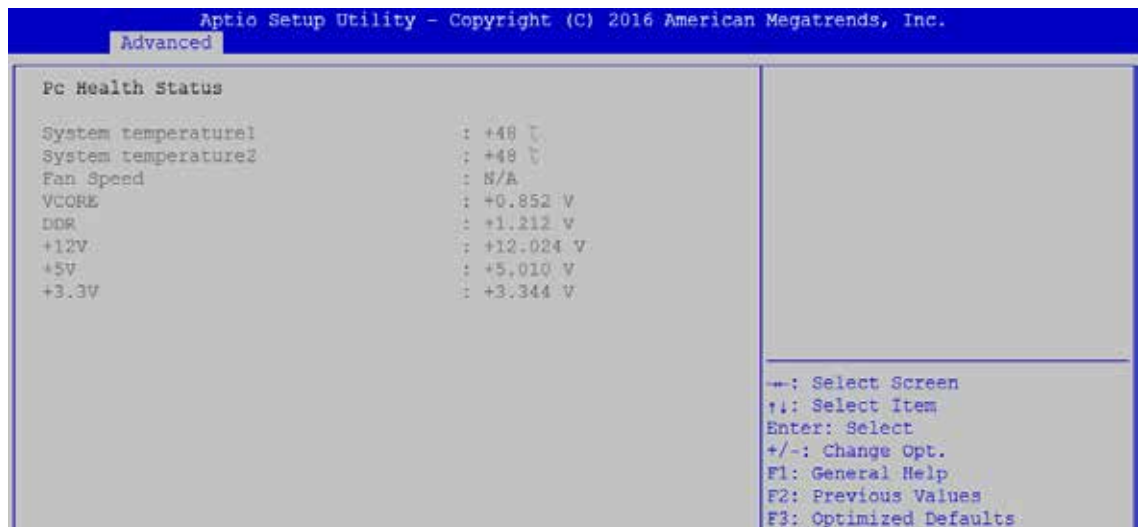 Aptio Setup Utility - Copyright (C) 2016 American Megatrends, Inc.
Advanced
Pc Health Status
System temperature1 : +48 ℃
System temperature2 : +48 ℃
Fan Speed : N/A
VCORE : +0.852 V
DDR : +1.212 V
+12V : +12.024 V
+5V : +5.010 V
+3.3V : +3.344 V
→←: Select Screen
↑↓: Select Item
Enter: Select
+/-: Change Opt.
F1: General Help
F2: Previous Values
F3: Optimized Defaults